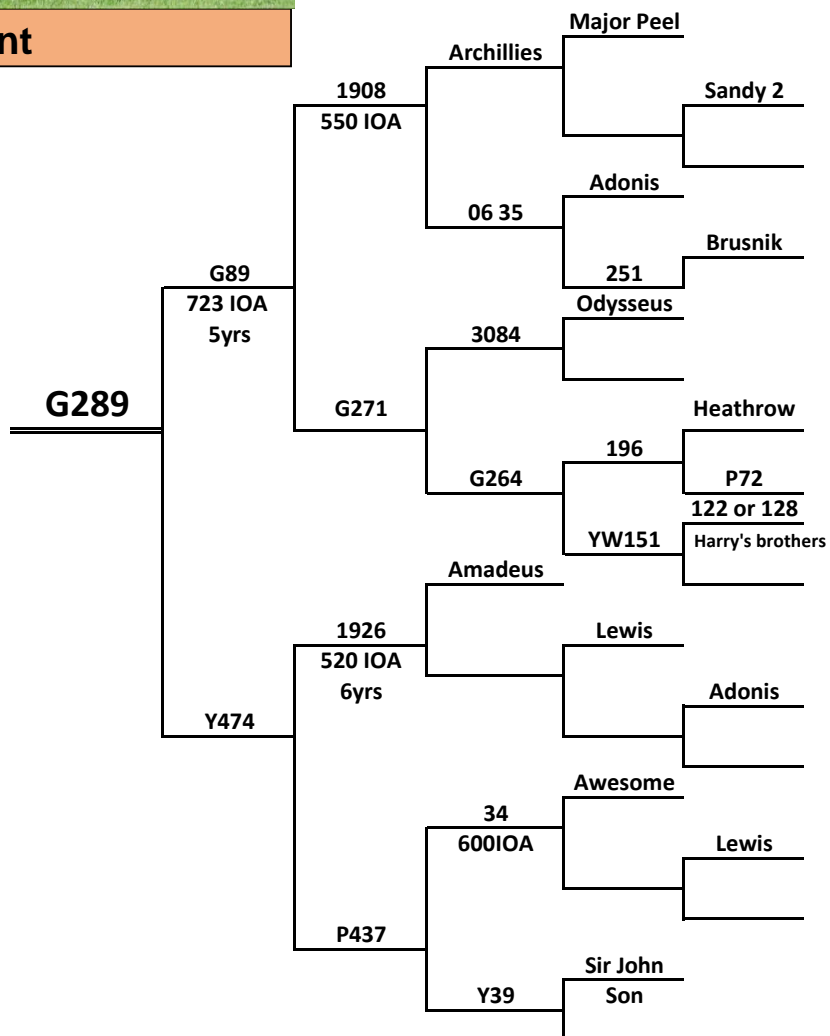 nt
Major Peel
Archillies
1908
550 IOA
Sandy 2
Adonis
06 35
Brusnik
251
G89
723 IOA
5yrs
Odysseus
3084
G289
G271
Heathrow
196
G264
P72
122 or 128
YW151
Harry's brothers
Amadeus
1926
520 IOA
6yrs
Lewis
Adonis
Y474
Awesome
34
600IOA
Lewis
P437
Sir John
Son
Y39